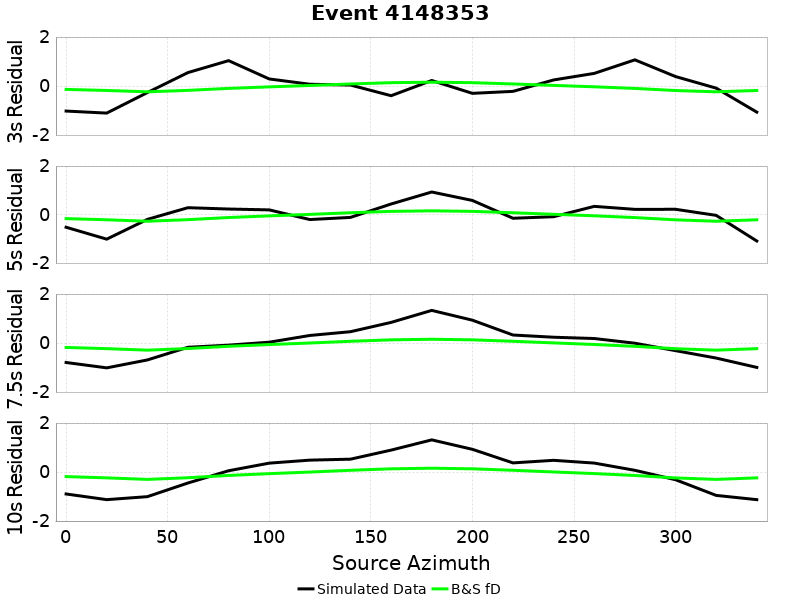 Event 4148353
3s Residual
2
0
-2
5s Residual
2
0
-2
7.5s Residual
2
0
-2
10s Residual
2
0
-2
0 50 100 150 200 250 300
Source Azimuth
Simulated Data B&S fD